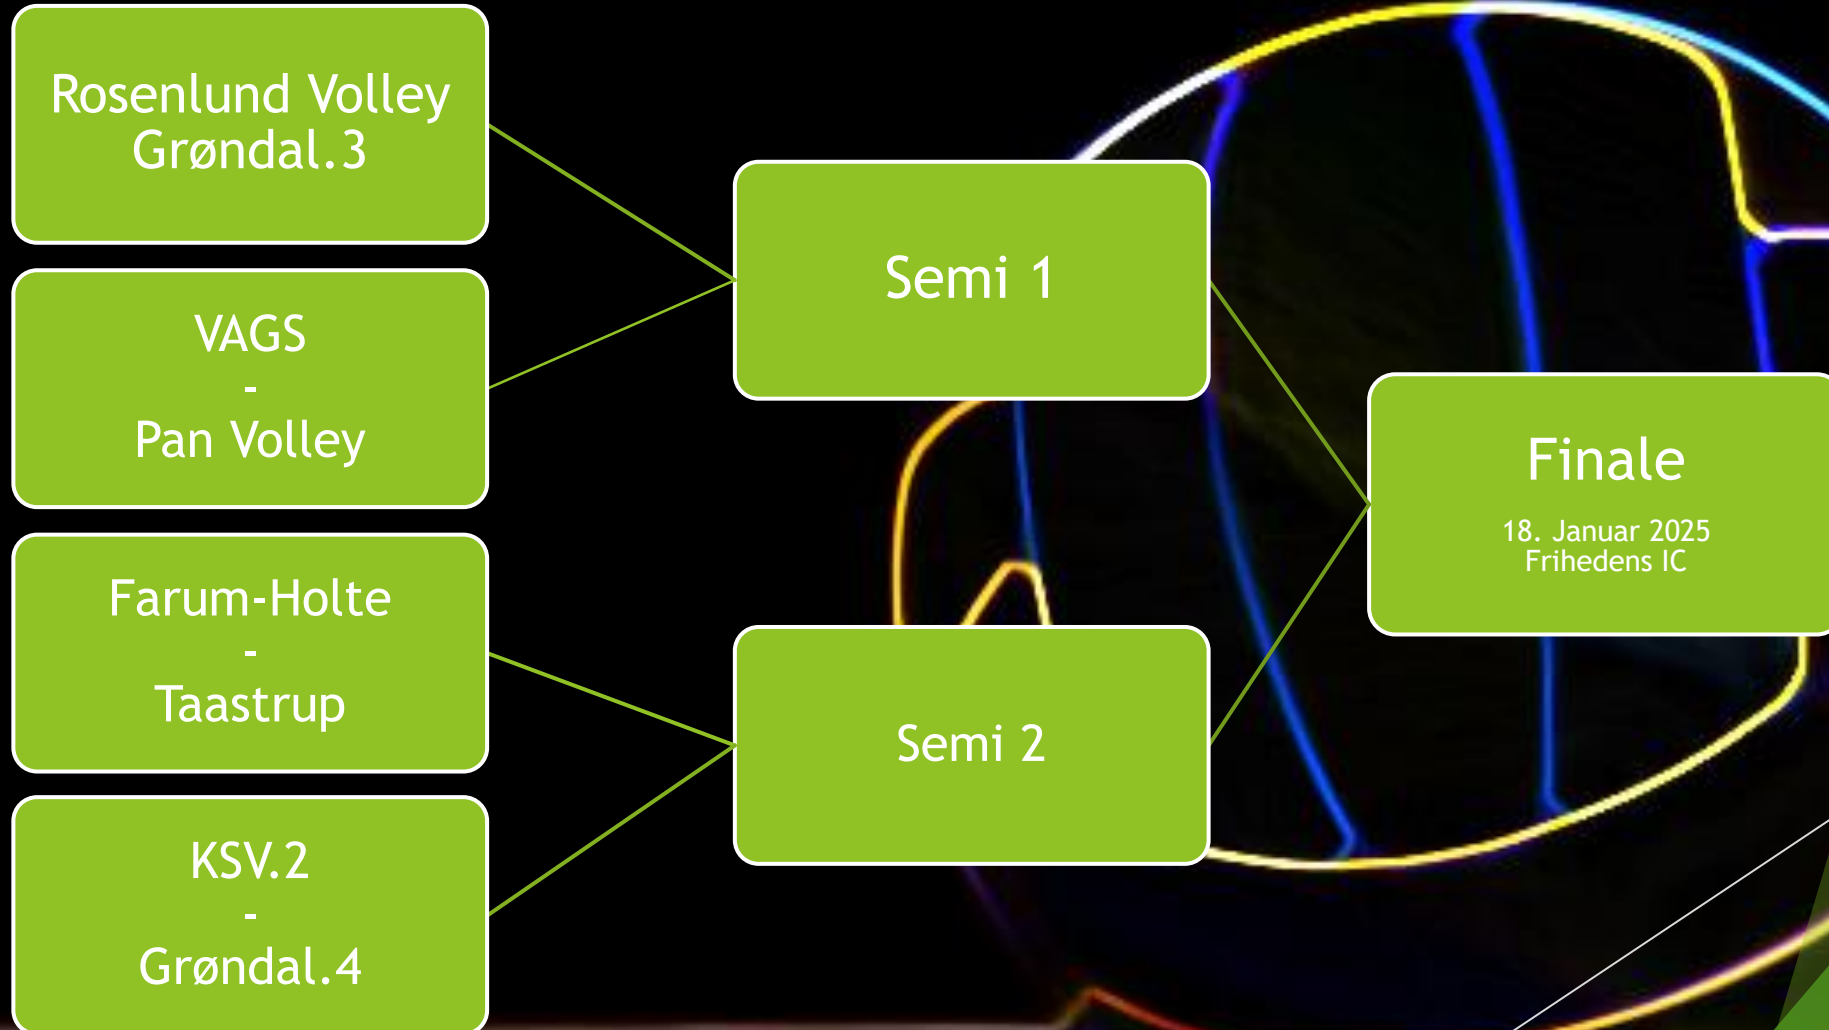 Rosenlund Volley
Grøndal.3
VAGS
-
Pan Volley
Farum-Holte
-
Taastrup
KSV.2
-
Grøndal.4
Semi 1
Semi 2
Finale
18. Januar 2025
Frihedens IC